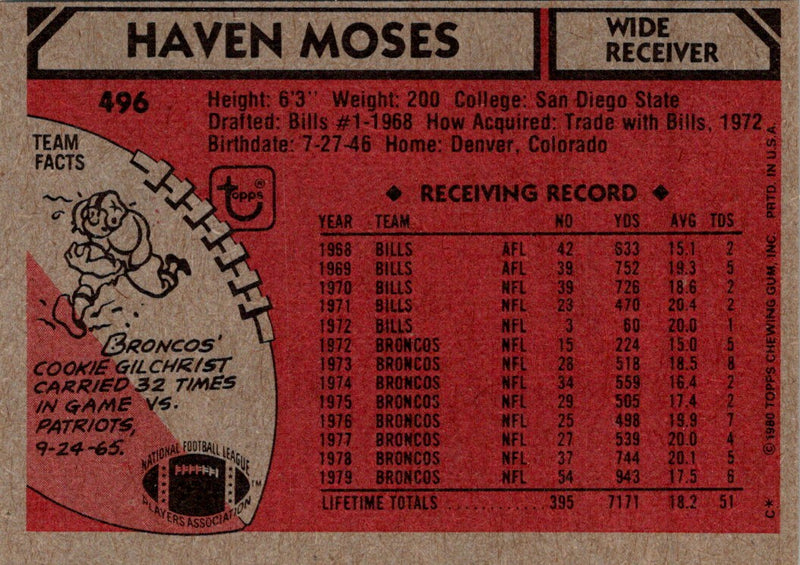 HAVEN MOSES
WIDE
RECEIVER
496
Height: 6'3" Weight: 200 College: San Diego State
Drafted: Bills #1-1968 How Acquired: Trade with Bills, 1972
Birthdate: 7-27-46 Home: Denver, Colorado
TEAM
FACTS
topps®
◆ RECEIVING RECORD ◆
YEAR TEAM NO YDS AVG TDS
1968 BILLS AFL 42 633 15.1 2
1969 BILLS AFL 39 752 19.3 5
1970 BILLS NFL 39 726 18.6 2
1971 BILLS NFL 23 470 20.4 2
1972 BILLS NFL 3 60 20.0 1
1972 BRONCOS NFL 15 224 15.0 5
1973 BRONCOS NFL 28 518 18.5 8
1974 BRONCOS NFL 34 559 16.4 2
1975 BRONCOS NFL 29 505 17.4 2
1976 BRONCOS NFL 25 498 19.9 7
1977 BRONCOS NFL 27 539 20.0 4
1978 BRONCOS NFL 37 744 20.1 5
1979 BRONCOS NFL 54 943 17.5 6
LIFETIME TOTALS .............. 395 7171 18.2 51
BRONCOS'
COOKIE GILCHRIST
CARRIED 32 TIMES
IN GAME VS.
PATRIOTS,
9-24-65.
NATIONAL FOOTBALL LEAGUE
PLAYERS ASSOCIATION™
©1980 TOPPS CHEWING GUM, INC. PRTD. IN U.S.A.
C*